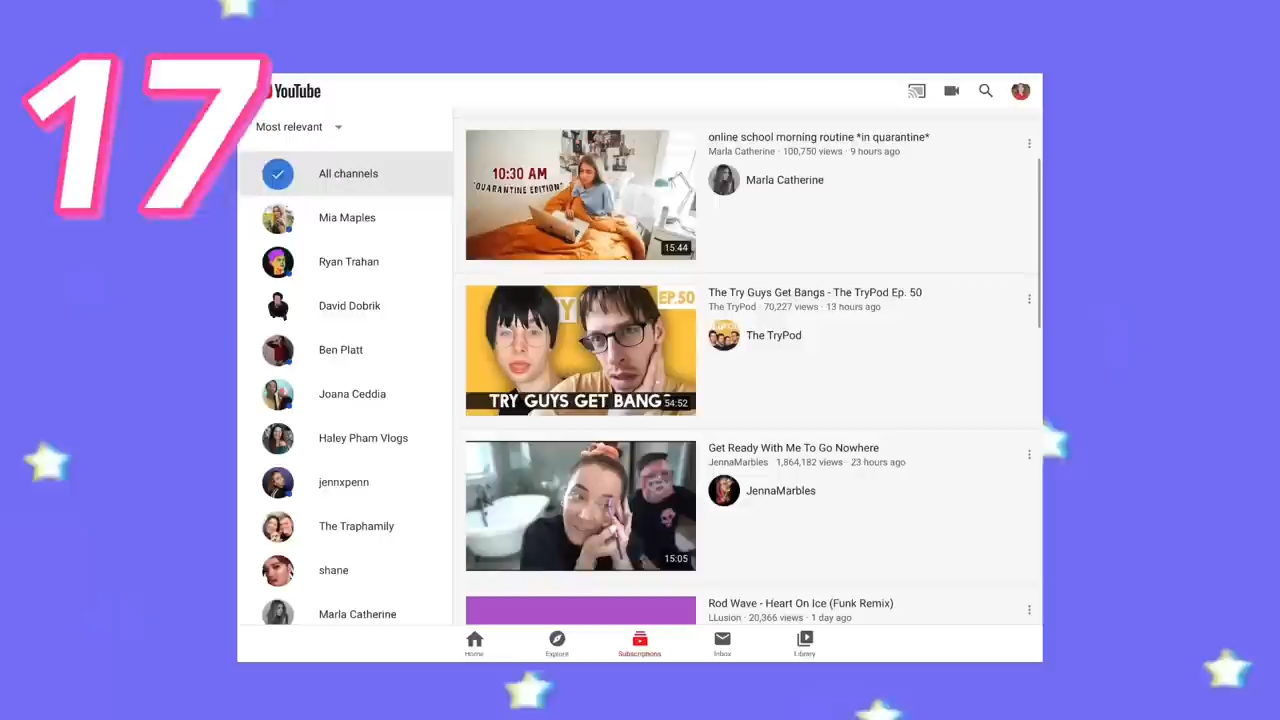 17
YouTube
Most relevant
All channels
Mia Maples
Ryan Trahan
David Dobrik
Ben Platt
Joana Ceddia
Haley Pham Vlogs
jennxpenn
The Traphamily
shane
Marla Catherine
10:30 AM
"QUARANTINE EDITION"
15:44
online school morning routine *in quarantine*
Marla Catherine · 100,750 views · 9 hours ago
Marla Catherine
EP.50
TRY GUYS GET BANGS
54:52
The Try Guys Get Bangs - The TryPod Ep. 50
The TryPod · 70,227 views · 13 hours ago
The TryPod
15:05
Get Ready With Me To Go Nowhere
JennaMarbles · 1,864,182 views · 23 hours ago
JennaMarbles
Rod Wave - Heart On Ice (Funk Remix)
LLusion · 20,366 views · 1 day ago
Home
Explore
Subscriptions
Inbox
Library